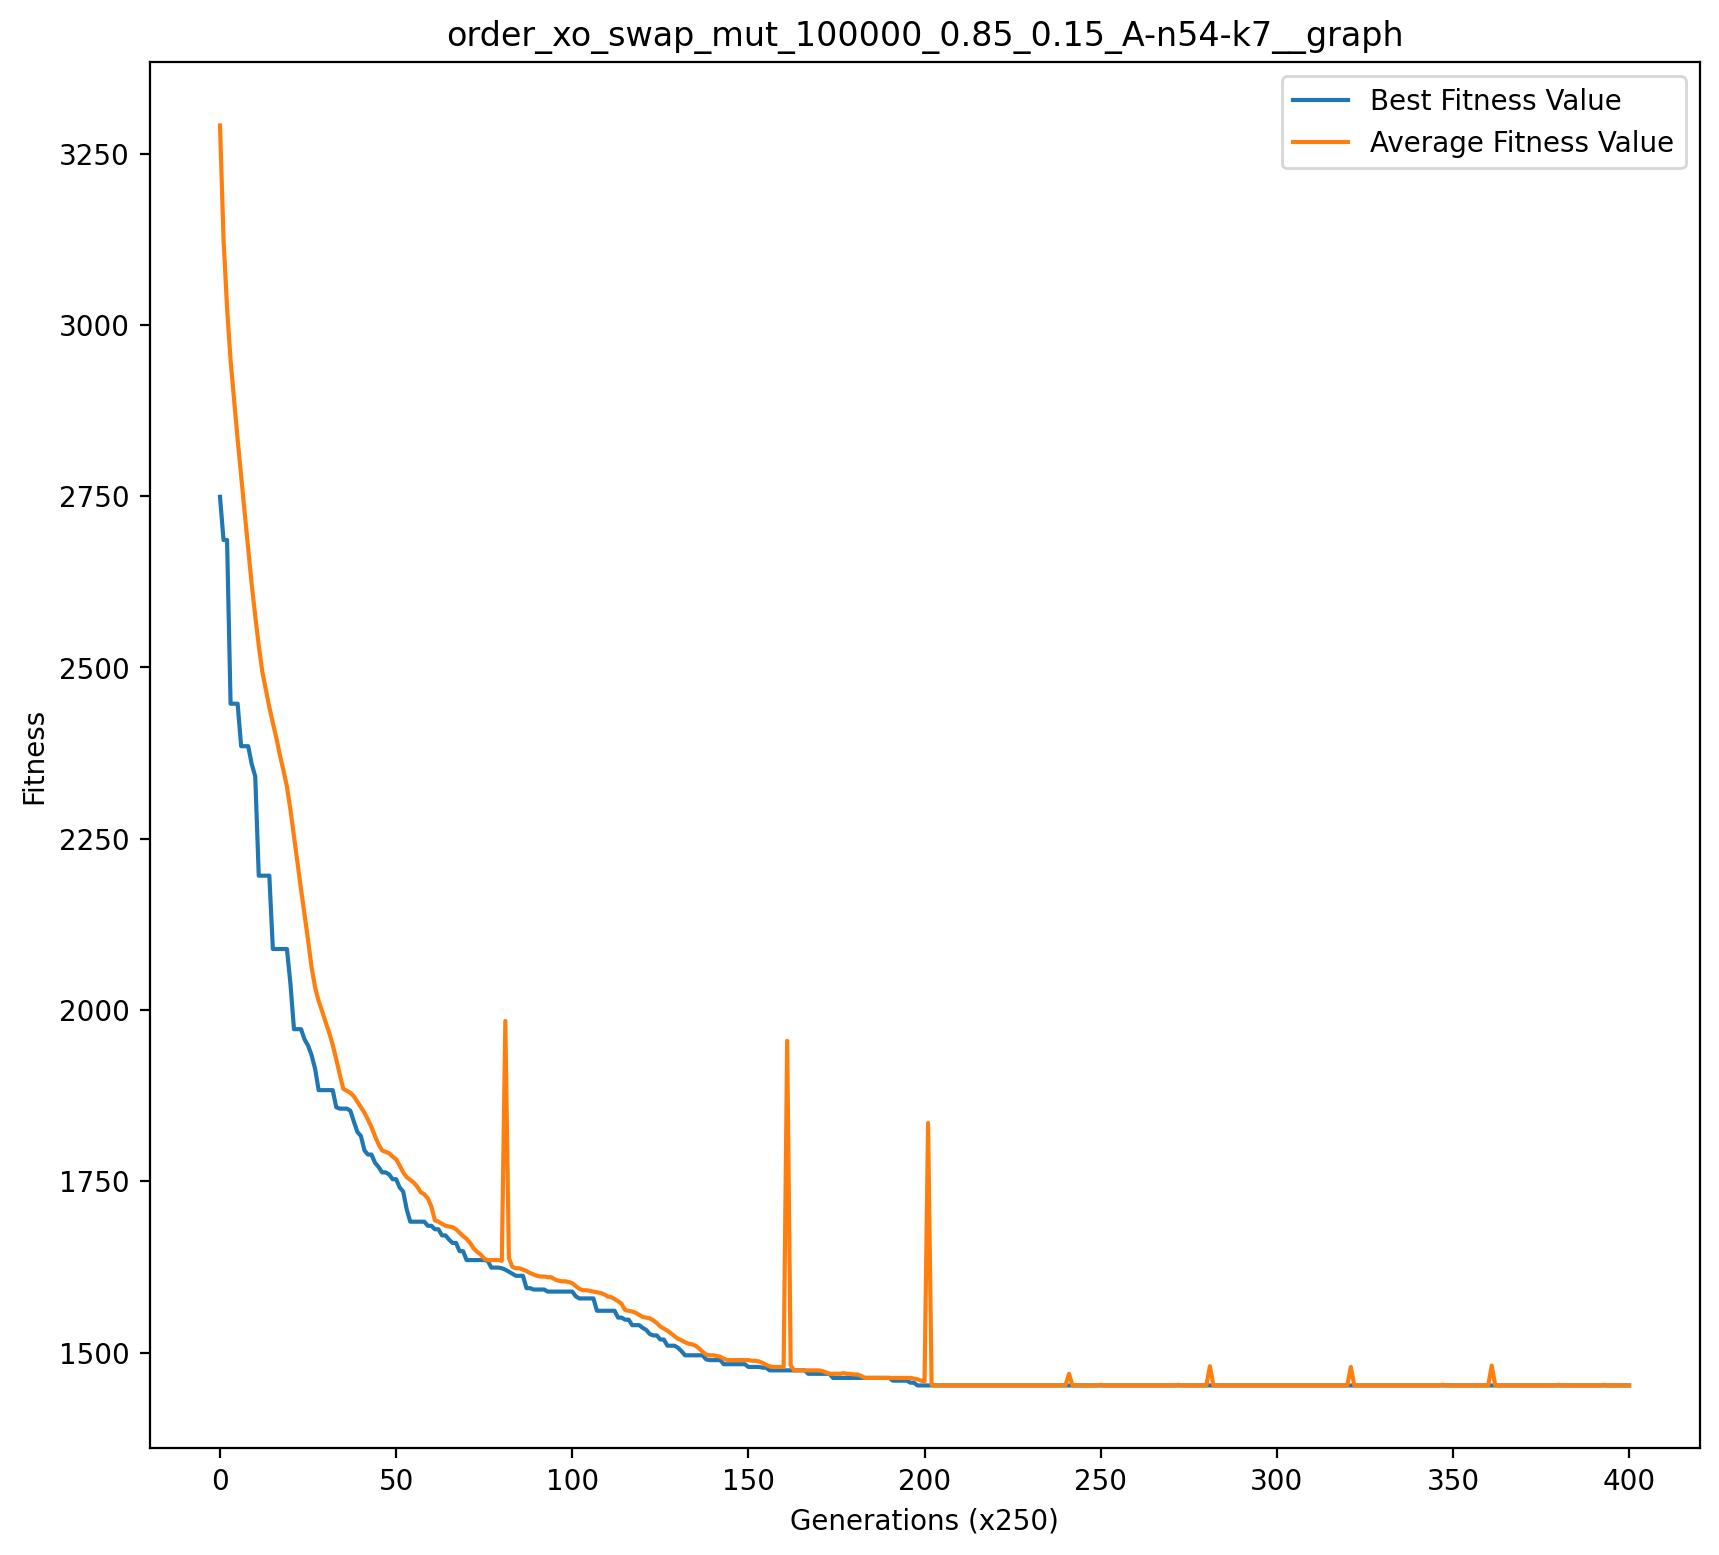 order_xo_swap_mut_100000_0.85_0.15_A-n54-k7__graph
Best Fitness Value
Average Fitness Value
3250
3000
2750
2500
2250
2000
1750
1500
Fitness
0 50 100 150 200 250 300 350 400
Generations (x250)